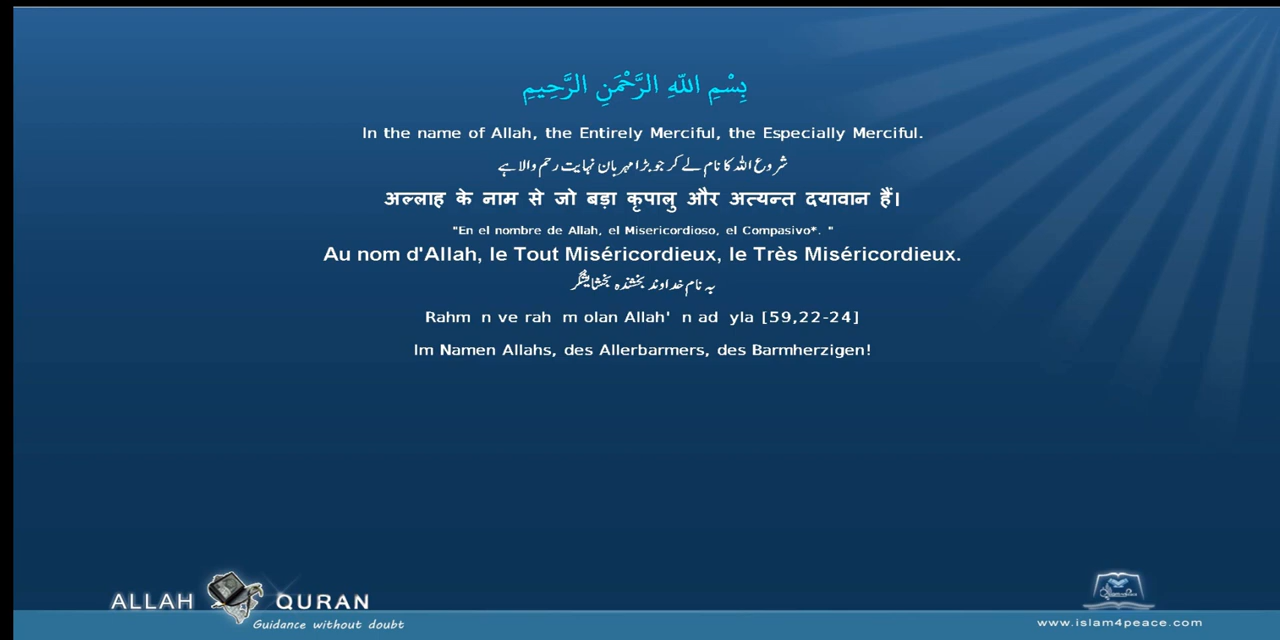 بِسْمِ اللّهِ الرَّحْمَنِ الرَّحِيمِ
In the name of Allah, the Entirely Merciful, the Especially Merciful.
شروع اللہ کا نام لے کر جو بڑا مہربان نہایت رحم والا ہے
अल्लाह के नाम से जो बड़ा कृपालु और अत्यन्त दयावान हैं।
"En el nombre de Allah, el Misericordioso, el Compasivo*. "
Au nom d'Allah, le Tout Miséricordieux, le Très Miséricordieux.
به نام خداوند بخشنده بخشایشگر
Rahm n ve rah m olan Allah' n ad yla [59,22-24]
Im Namen Allahs, des Allerbarmers, des Barmherzigen!
ALLAH QURAN
Guidance without doubt
www.islam4peace.com